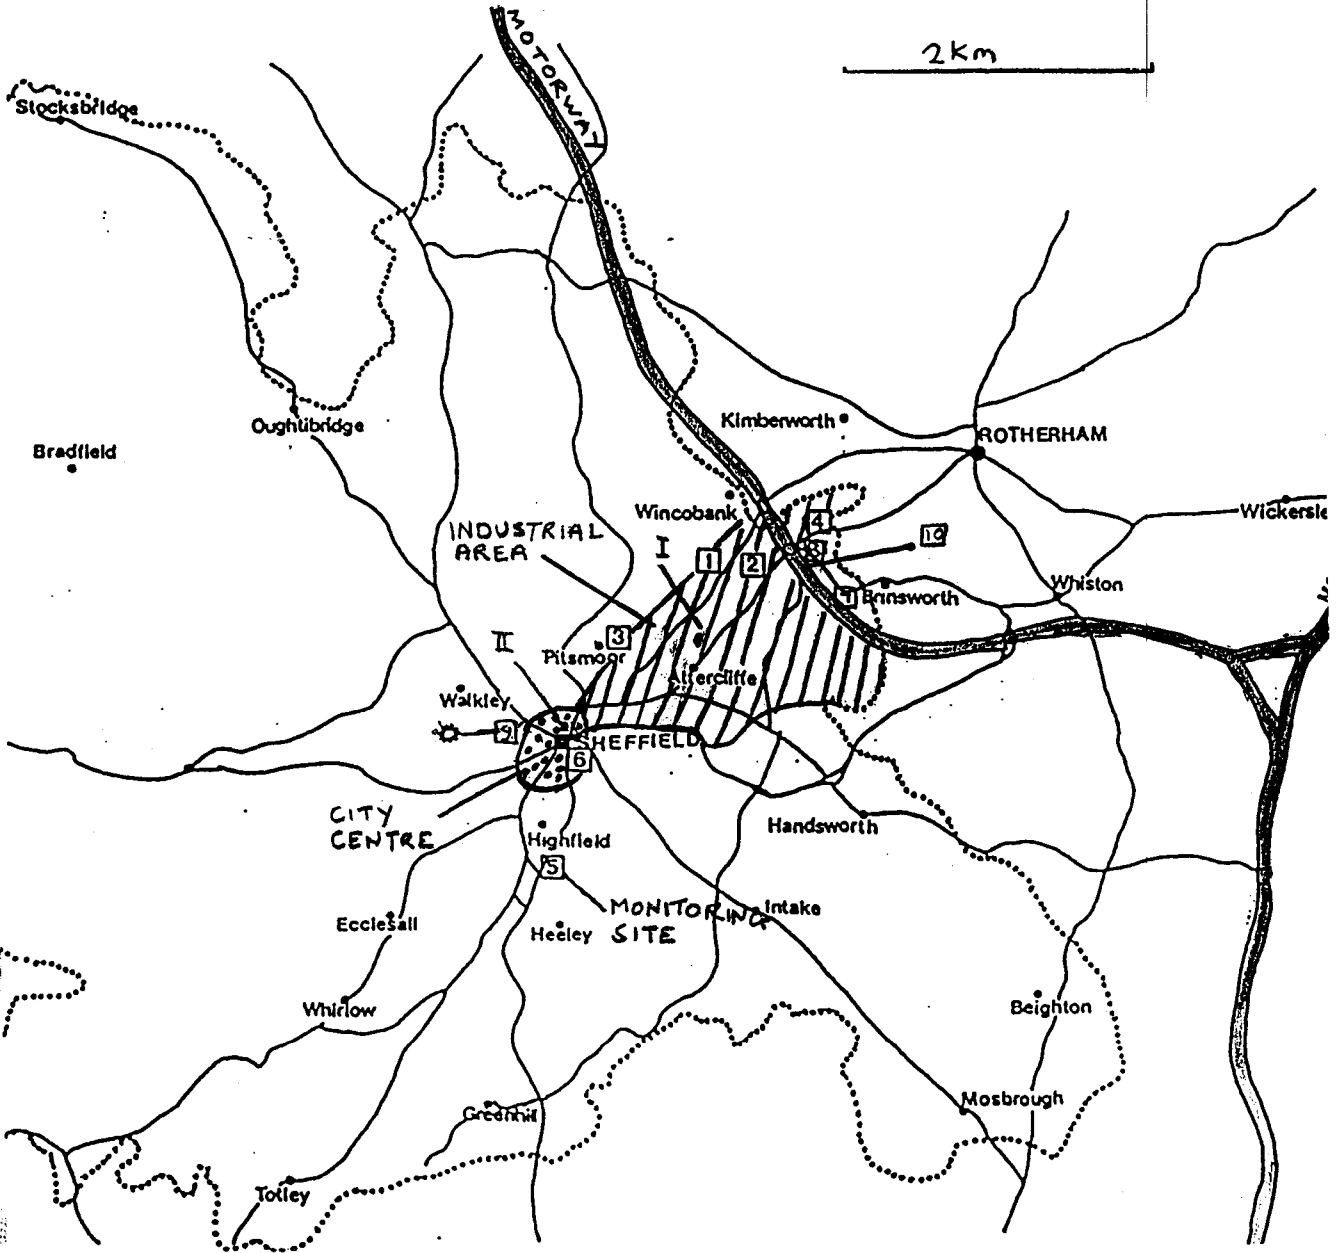 MOTORWAY
2Km
Stocksbridge
Oughtibridge
Bradfield
Kimberworth
ROTHERHAM
Wincobank
Wickersle
INDUSTRIAL
AREA
I
1
2
4
8
10
7
Brinsworth
Whiston
3
Pitsmoor
II
Attercliffe
Walkley
9
SHEFFIELD
6
CITY
CENTRE
Highfield
Handsworth
5
MONITORING
SITE
Intake
Ecclesall
Heeley
Whirlow
Beighton
Greenhill
Mosbrough
Totley